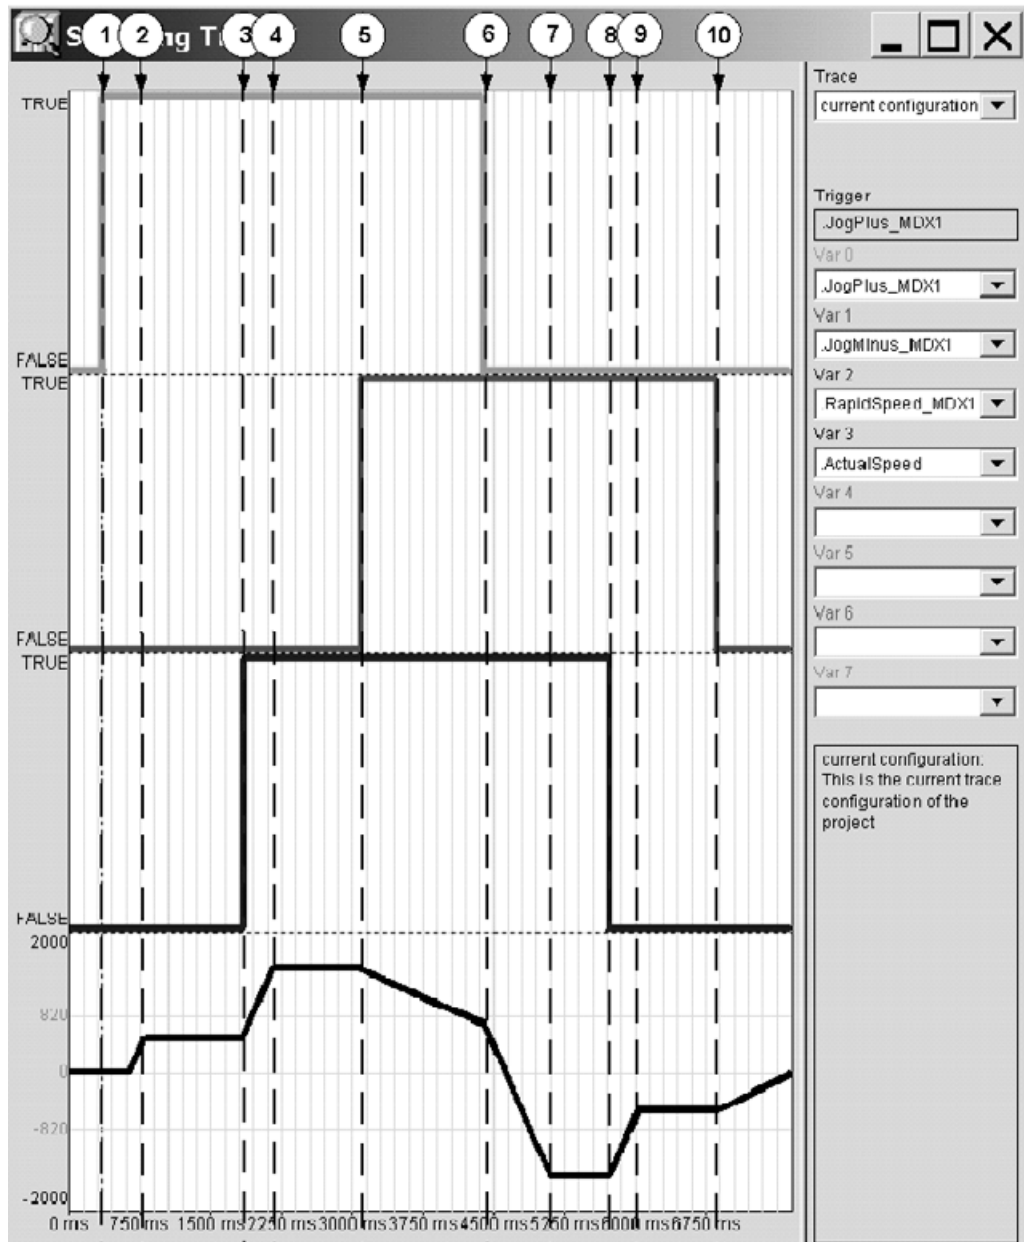 1 2 3 4 5 6 7 8 9 10
TRUE
FALSE
TRUE
FALSE
TRUE
FALSE
2000
820
0
-820
-2000
0 ms 750 ms 1500 ms 2250 ms 3000 ms 3750 ms 4500 ms 5250 ms 6000 ms 6750 ms
Trace
current configuration
Trigger
.JogPlus_MDX1
Var 0
.JogPlus_MDX1
Var 1
.JogMinus_MDX1
Var 2
.RapidSpeed_MDX1
Var 3
.ActualSpeed
Var 4
Var 5
Var 6
Var 7
current configuration:
This is the current trace
configuration of the
project